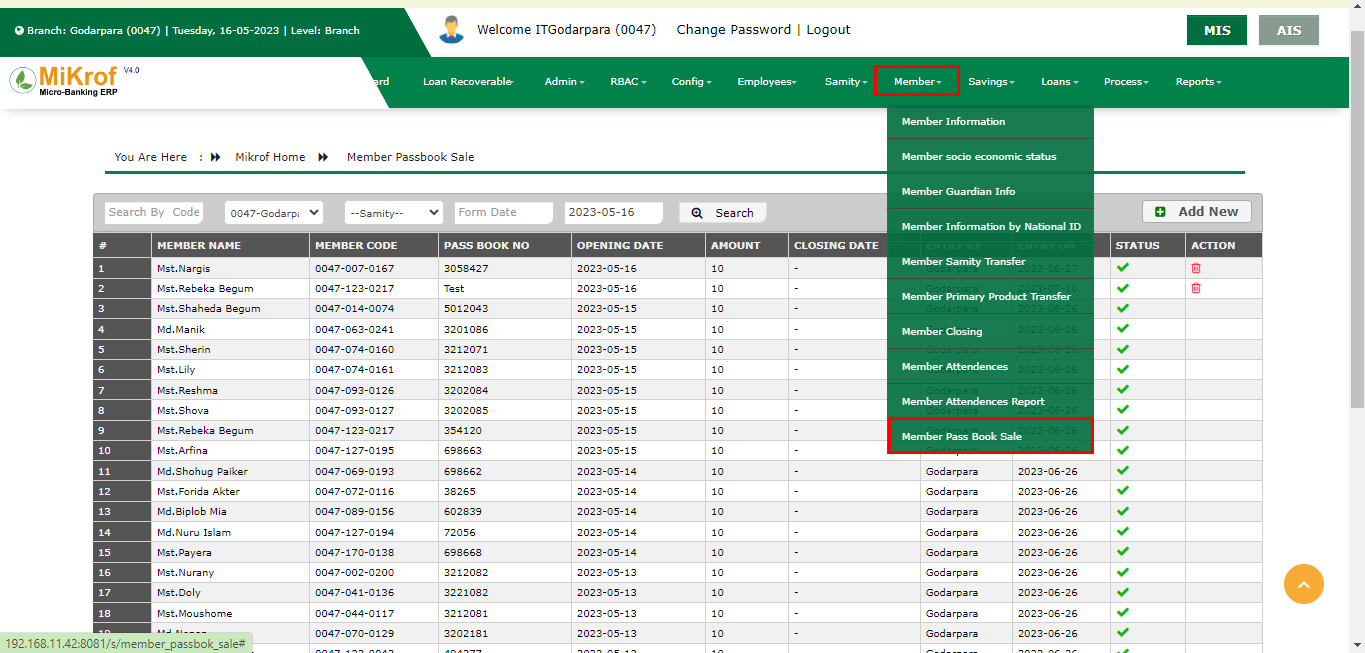 Branch: Godarpara (0047) | Tuesday, 16-05-2023 | Level: Branch
Welcome ITGodarpara (0047) Change Password | Logout
MIS AIS
MiKrof V4.0
Micro-Banking ERP
ard Loan Recoverable Admin RBAC Config Employees Samity Member Savings Loans Process Reports
Member Information
Member socio economic status
Member Guardian Info
Member Information by National ID
Member Samity Transfer
Member Primary Product Transfer
Member Closing
Member Attendences
Member Attendences Report
Member Pass Book Sale
You Are Here : Mikrof Home Member Passbook Sale
Search By Code 0047-Godarpa --Samity-- Form Date 2023-05-16 Search Add New
# MEMBER NAME MEMBER CODE PASS BOOK NO OPENING DATE AMOUNT CLOSING DATE ENTRY BY ENTRY ON STATUS ACTION
1 Mst.Nargis 0047-007-0167 3058427 2023-05-16 10 - Godarpara 2023-06-27
2 Mst.Rebeka Begum 0047-123-0217 Test 2023-05-16 10 - Godarpara 2023-07-10
3 Mst.Shaheda Begum 0047-014-0074 5012043 2023-05-15 10 - Godarpara 2023-06-26
4 Md.Manik 0047-063-0241 3201086 2023-05-15 10 - Godarpara 2023-06-26
5 Mst.Sherin 0047-074-0160 3212071 2023-05-15 10 -
6 Mst.Lily 0047-074-0161 3212083 2023-05-15 10 -
7 Mst.Reshma 0047-093-0126 3202084 2023-05-15 10 - Godarpara 2023-06-26
8 Mst.Shova 0047-093-0127 3202085 2023-05-15 10 - Godarpara 2023-06-26
9 Mst.Rebeka Begum 0047-123-0217 354120 2023-05-15 10 - Godarpara 2023-06-26
10 Mst.Arfina 0047-127-0195 698663 2023-05-15 10 -
11 Md.Shohug Paiker 0047-069-0193 698662 2023-05-14 10 - Godarpara 2023-06-26
12 Mst.Forida Akter 0047-072-0116 38265 2023-05-14 10 - Godarpara 2023-06-26
13 Md.Biplob Mia 0047-089-0156 602839 2023-05-14 10 - Godarpara 2023-06-26
14 Md.Nuru Islam 0047-127-0194 72056 2023-05-14 10 - Godarpara 2023-06-26
15 Mst.Payera 0047-170-0138 698668 2023-05-14 10 - Godarpara 2023-06-26
16 Mst.Nurany 0047-002-0200 3212082 2023-05-13 10 - Godarpara 2023-06-26
17 Mst.Doly 0047-041-0136 3221082 2023-05-13 10 - Godarpara 2023-06-26
18 Mst.Moushome 0047-044-0117 3212081 2023-05-13 10 - Godarpara 2023-06-26
0047-070-0129 3202181 2023-05-13 10 - Godarpara 2023-06-26
192.168.11.42:8081/s/member_passbok_sale#